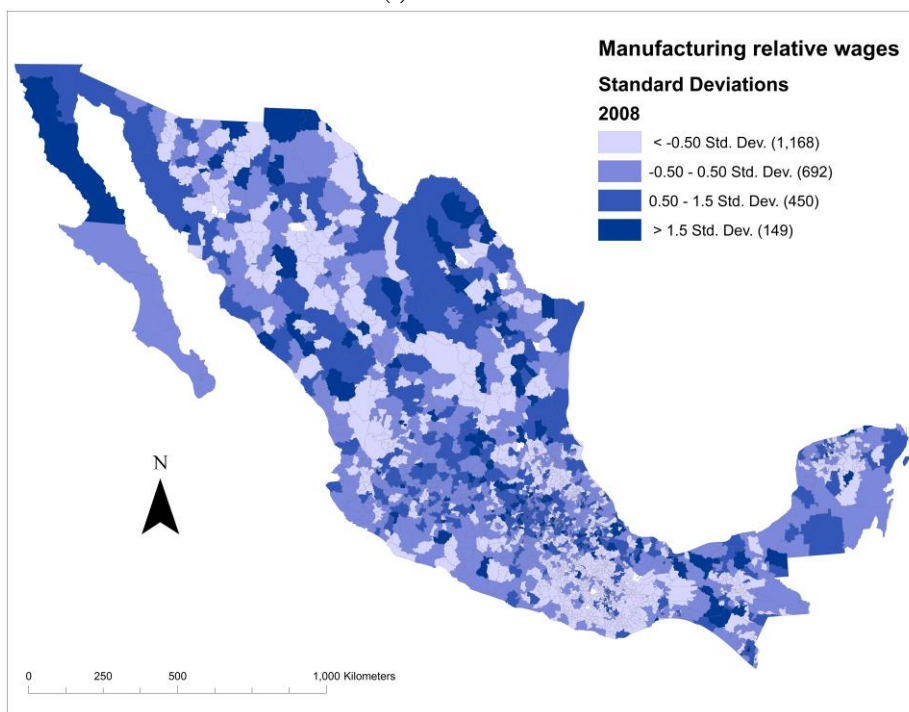 Manufacturing relative wages
Standard Deviations
2008
< -0.50 Std. Dev. (1,168)
-0.50 - 0.50 Std. Dev. (692)
0.50 - 1.5 Std. Dev. (450)
> 1.5 Std. Dev. (149)
N
0 250 500 1,000 Kilometers